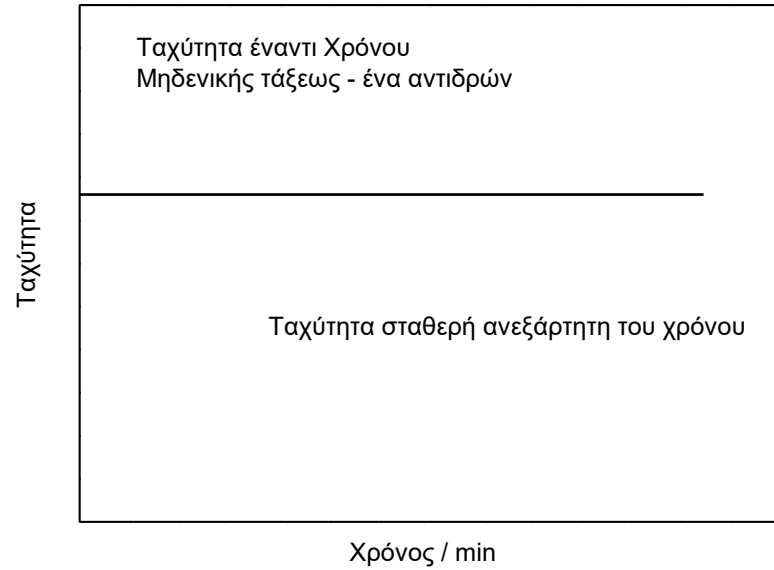 Ταχύτητα έναντι Χρόνου
Μηδενικής τάξεως - ένα αντιδρών
Ταχύτητα
Ταχύτητα σταθερή ανεξάρτητη του χρόνου
Χρόνος / min